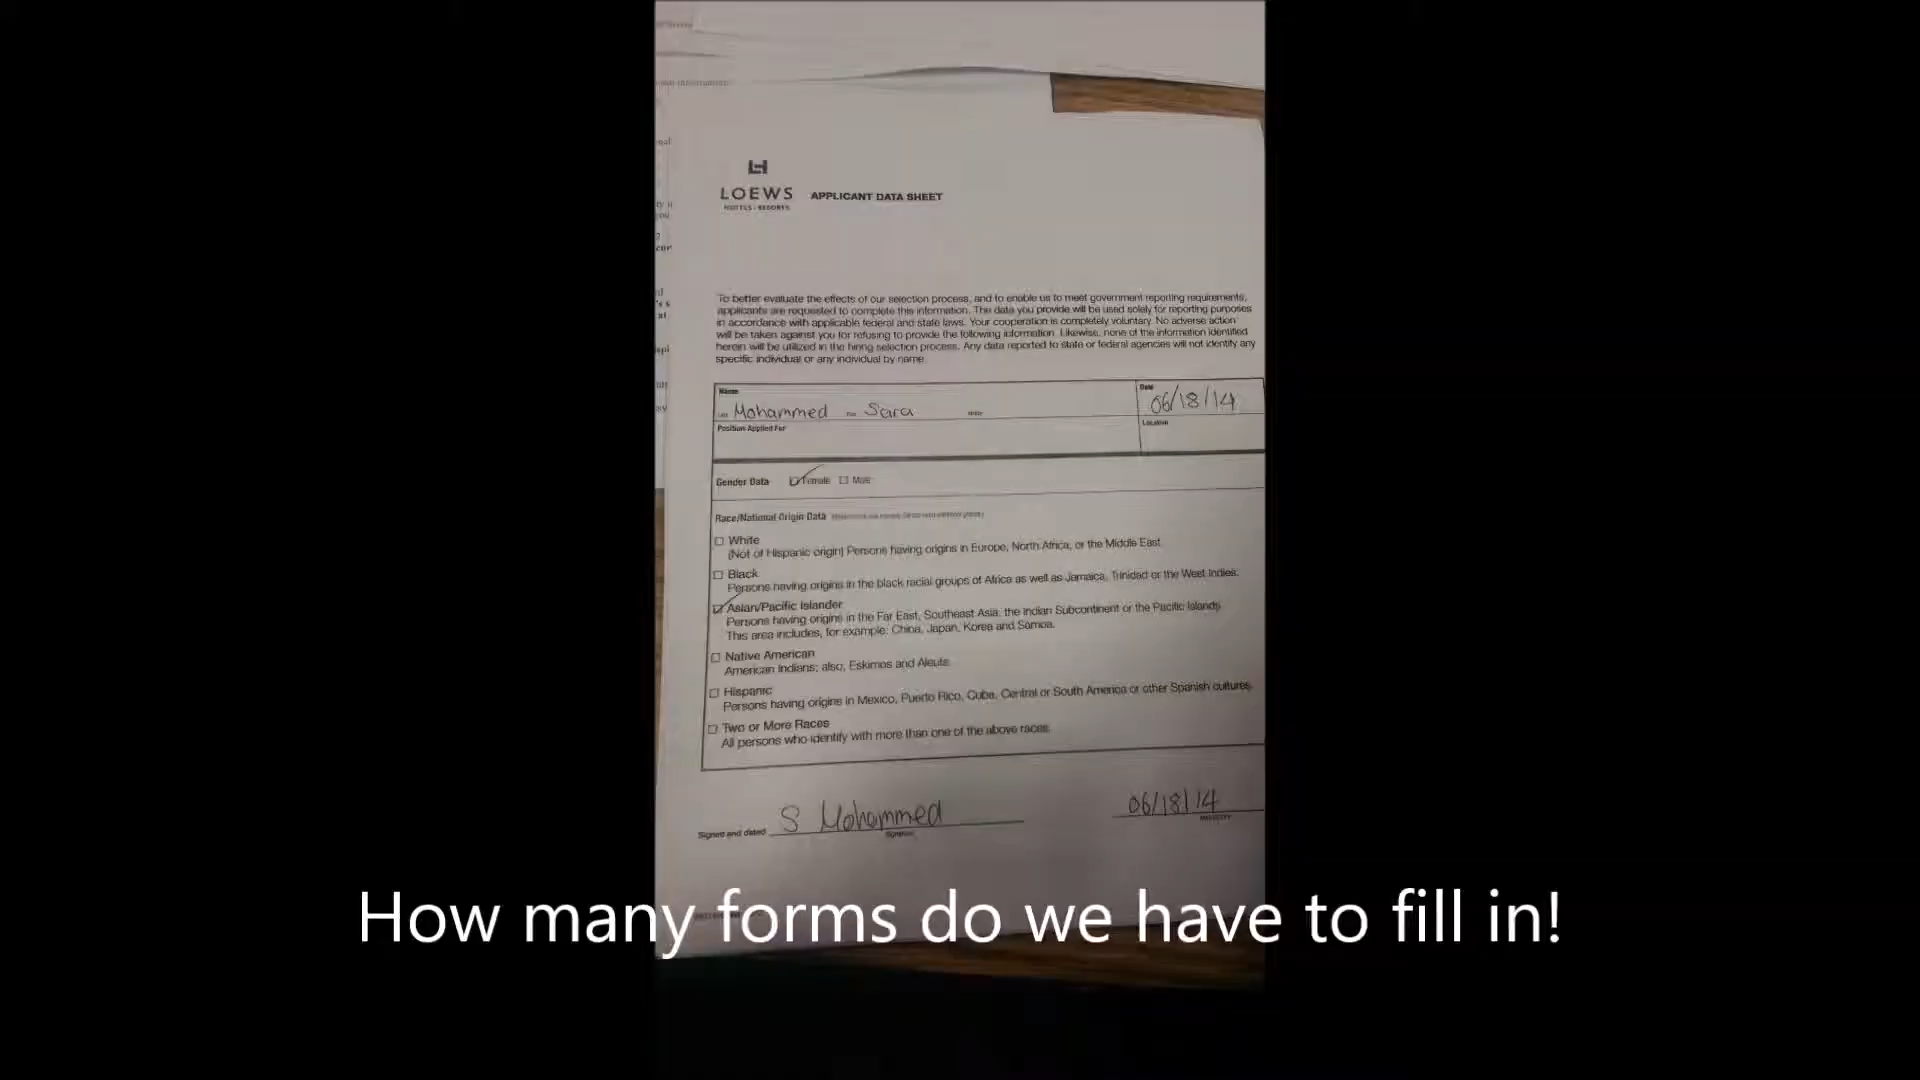 LOEWS
HOTELS • RESORTS
APPLICANT DATA SHEET
To better evaluate the effects of our selection process, and to enable us to meet government reporting requirements,
applicants are requested to complete this information. The data you provide will be used solely for reporting purposes
in accordance with applicable federal and state laws. Your cooperation is completely voluntary. No adverse action
will be taken against you for refusing to provide the following information. Likewise, none of the information identified
herein will be utilized in the hiring selection process. Any data reported to state or federal agencies will not identify any
specific individual or any individual by name.
Name Date
Last Mohammed First Sara Middle 06/18/14
Position Applied For Location
Gender Data Female Male
Race/National Origin Data
White
(Not of Hispanic origin) Persons having origins in Europe, North Africa, or the Middle East.
Black
Persons having origins in the black racial groups of Africa as well as Jamaica, Trinidad or the West Indies.
Asian/Pacific Islander
Persons having origins in the Far East, Southeast Asia, the Indian Subcontinent or the Pacific Islands.
This area includes, for example: China, Japan, Korea and Samoa.
Native American
American Indians; also, Eskimos and Aleuts.
Hispanic
Persons having origins in Mexico, Puerto Rico, Cuba, Central or South America or other Spanish cultures.
Two or More Races
All persons who identify with more than one of the above races.
Signed and dated S Mohammed 06/18/14
Signature
How many forms do we have to fill in!